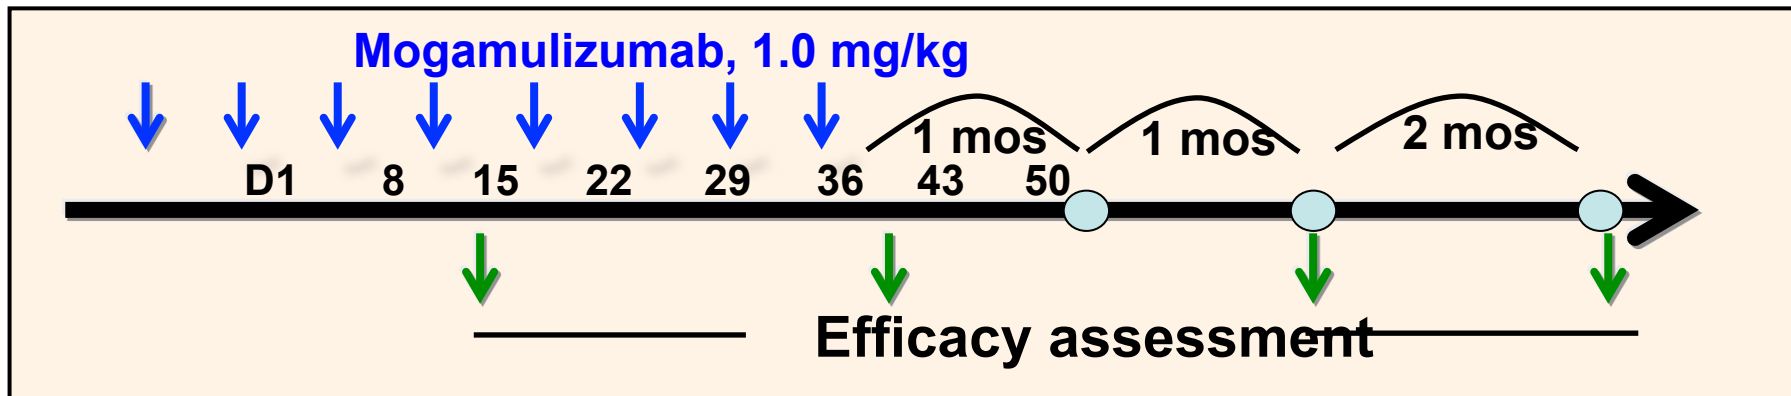 Mogamulizumab, 1.0 mg/kg
1 mos 1 mos 2 mos
D1 8 15 22 29 36 43 50
Efficacy assessment